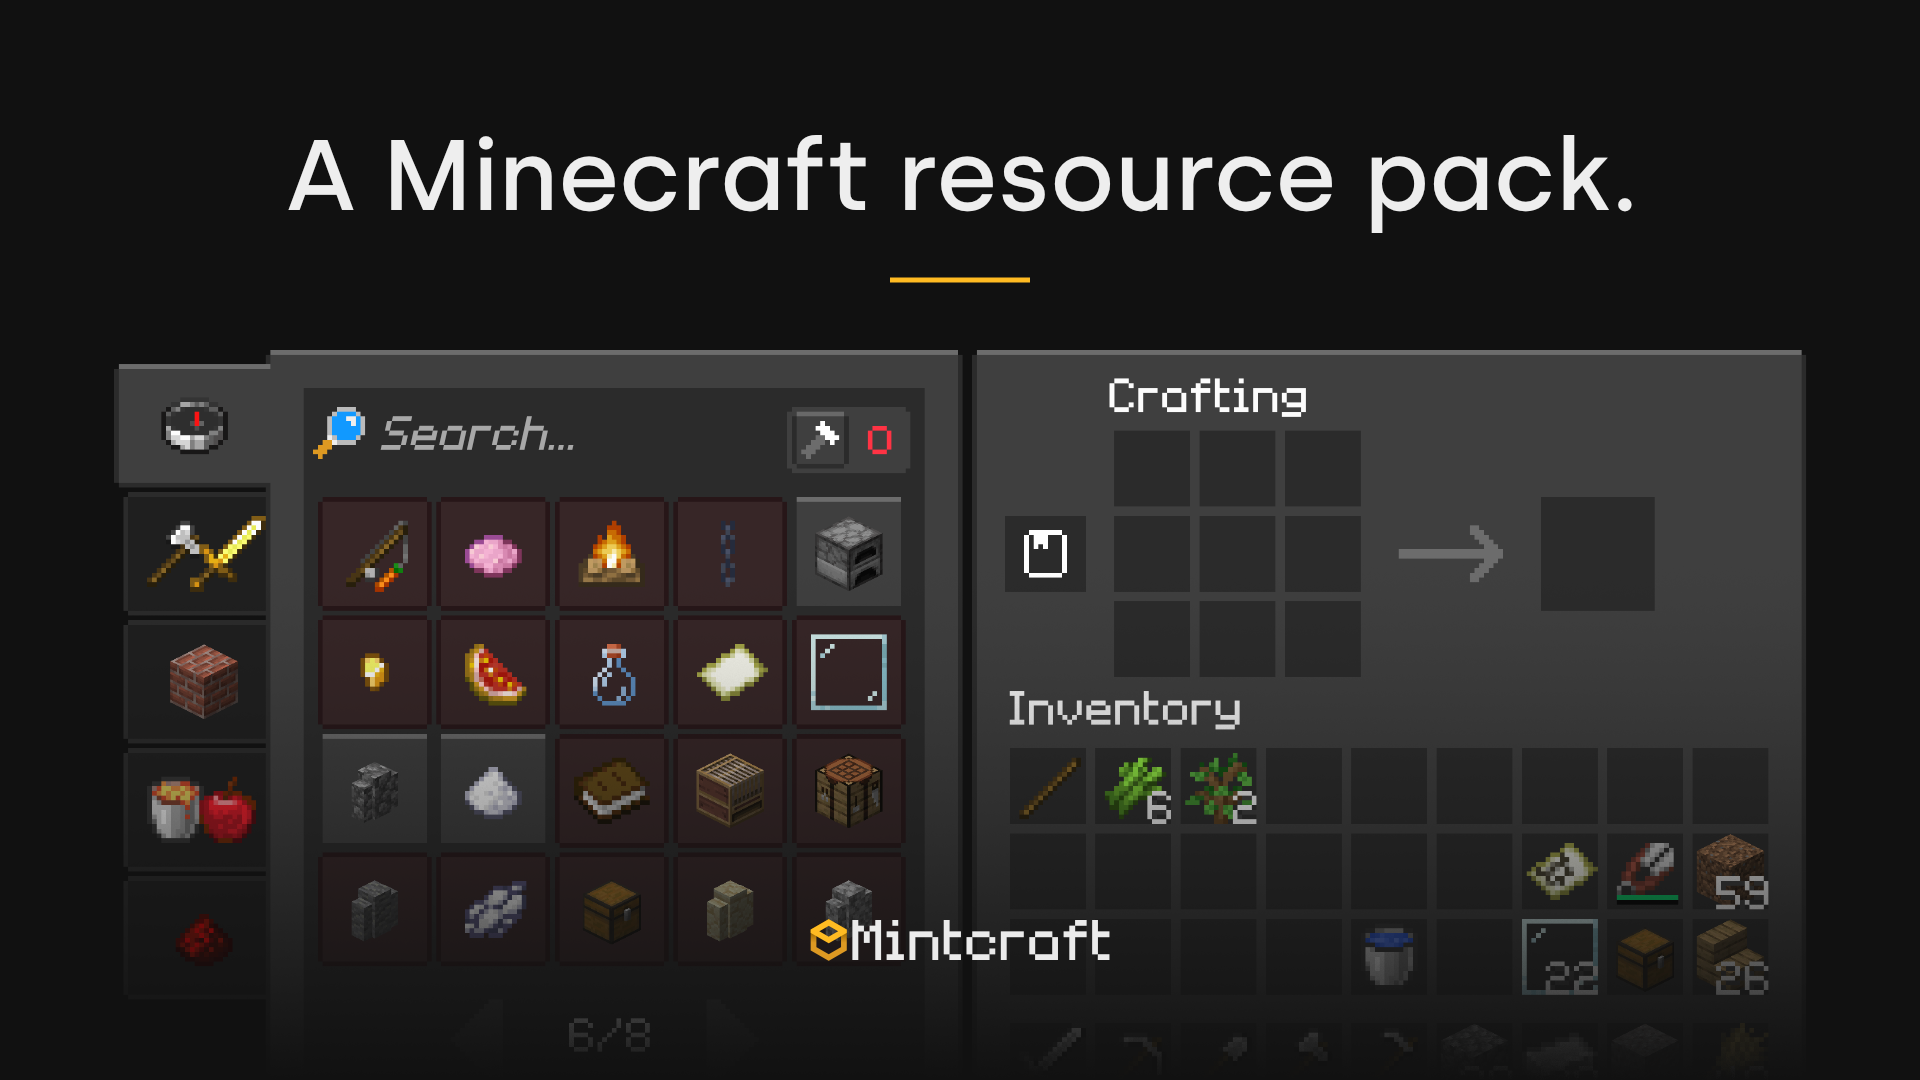 A Minecraft resource pack.
Search...
0
Crafting
Inventory
6
2
59
Mintcraft
22
26
6/8